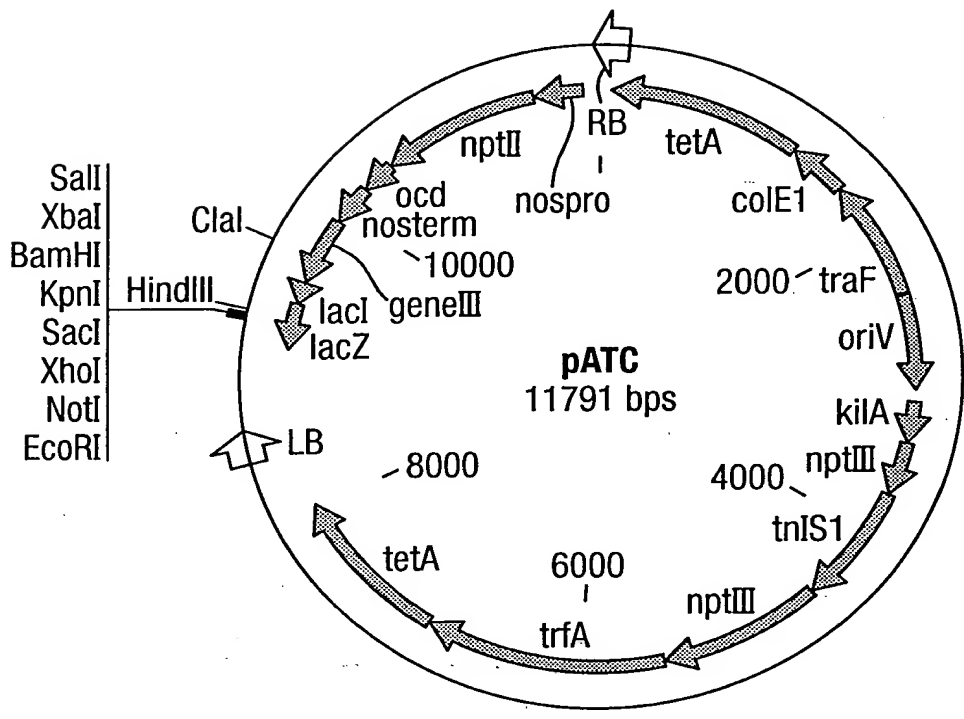 RB
nptII
tetA
SalI
XbaI
BamHI
KpnI
SacI
XhoI
NotI
EcoRI
ClaI
HindIII
ocd
nosterm
nospro
colE1
10000
2000
traF
geneIII
lacI
lacZ
oriV
pATC
11791 bps
kilA
LB
8000
nptIII
4000
tnIS1
tetA
6000
nptIII
trfA